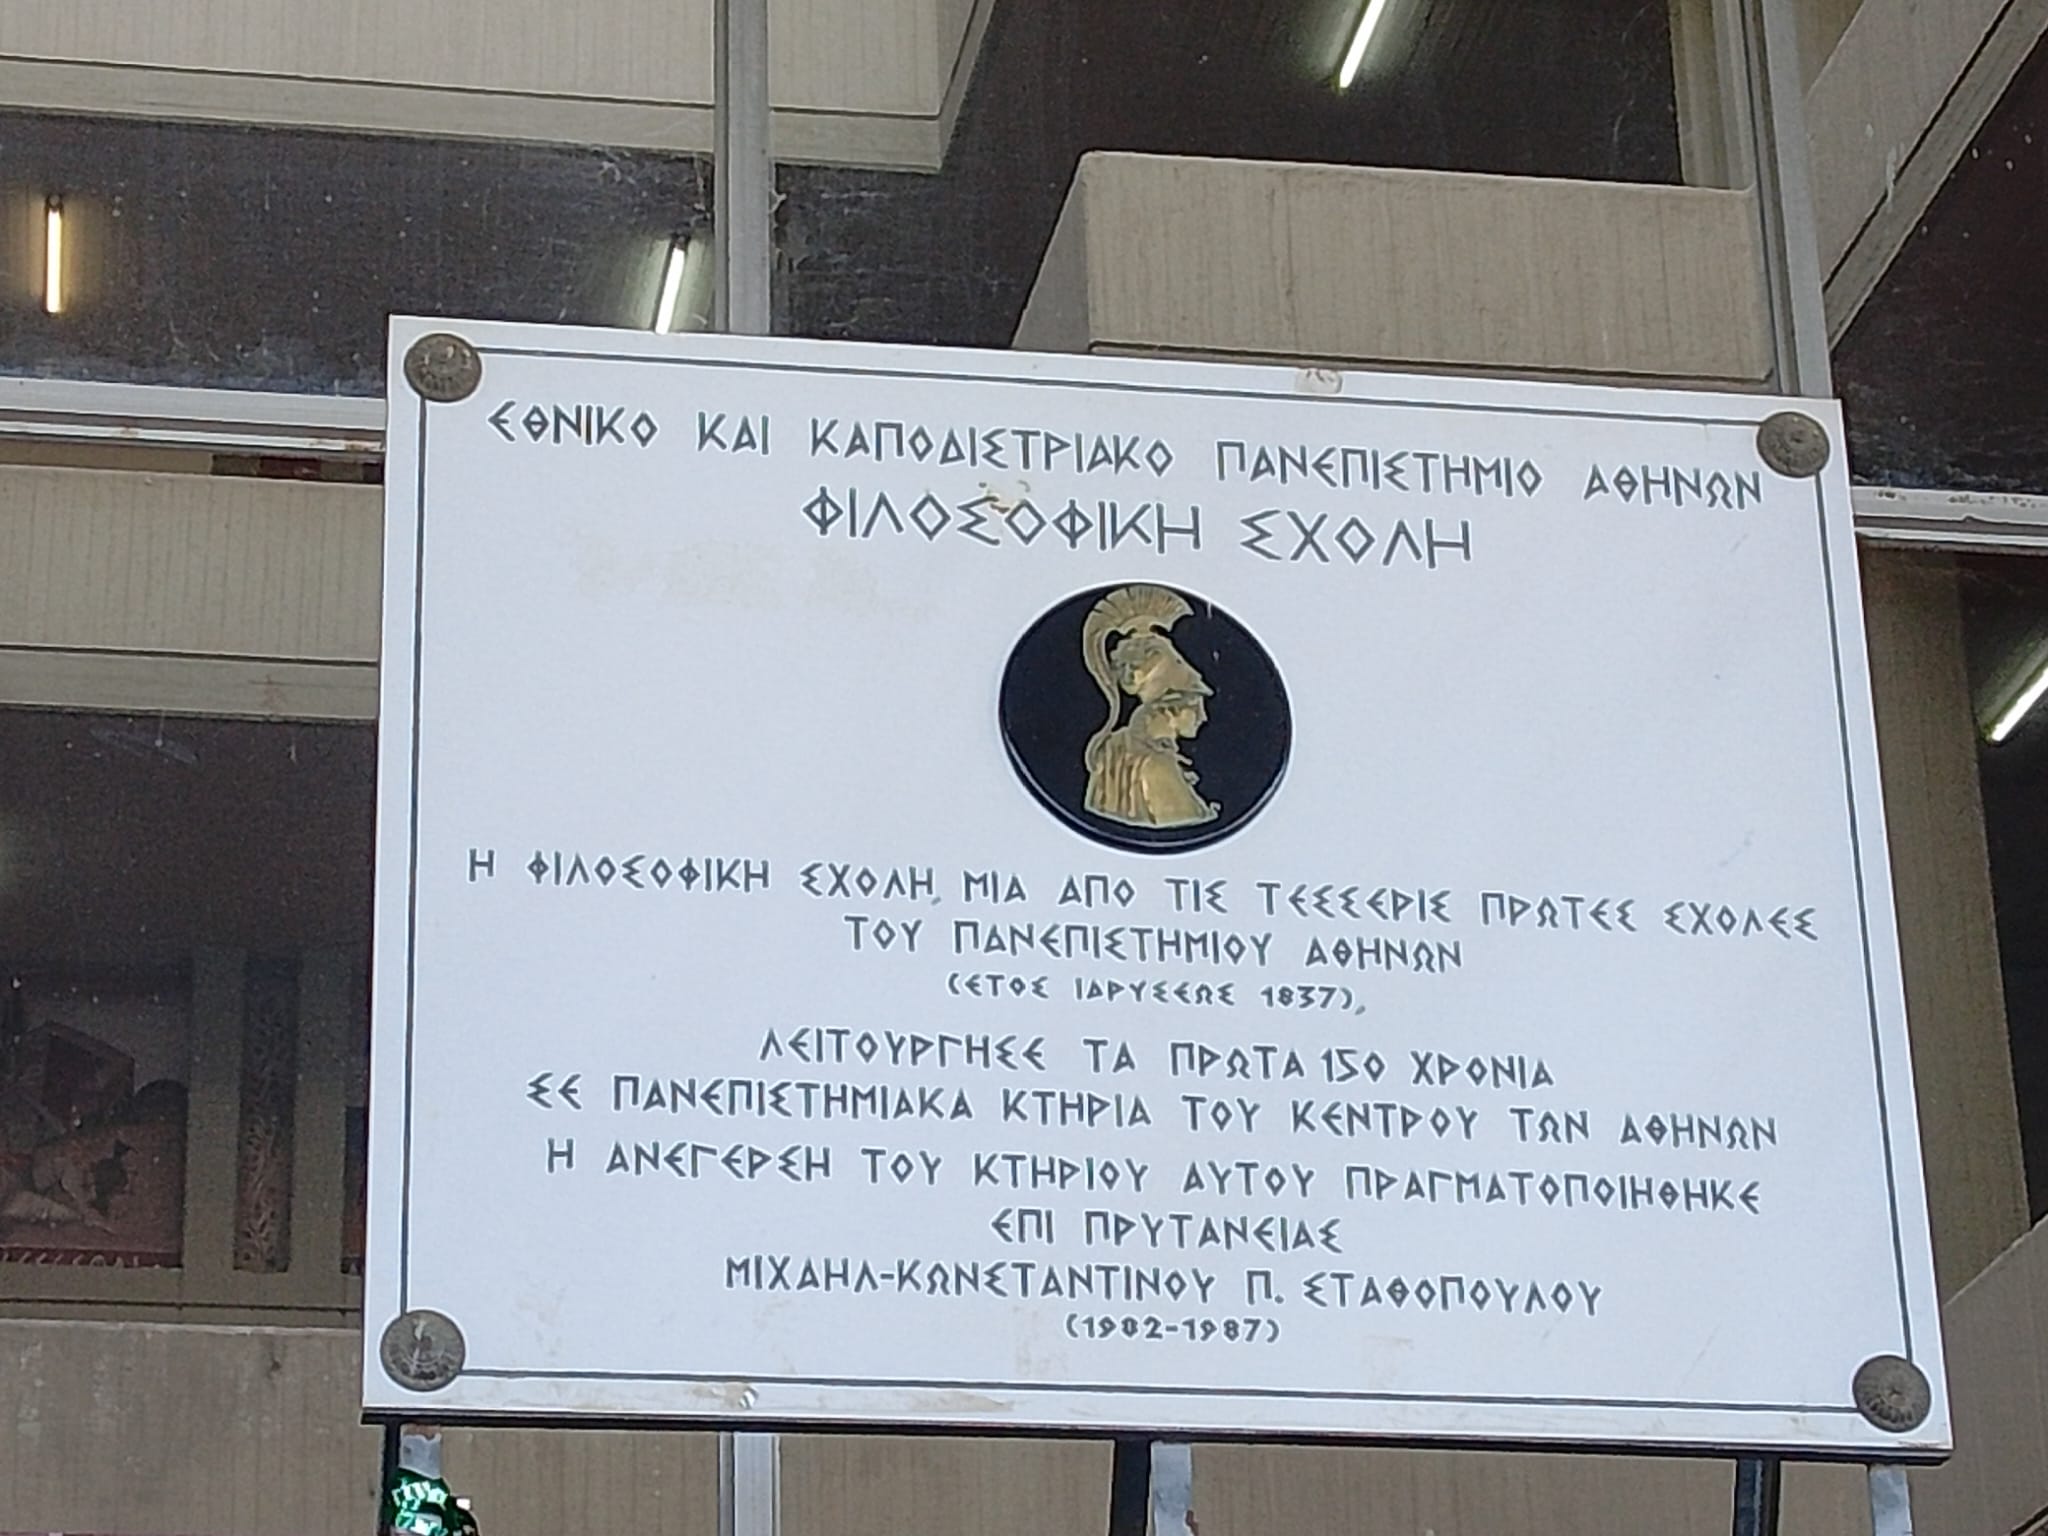 ΕΘΝΙΚΟ ΚΑΙ ΚΑΠΟΔΙΣΤΡΙΑΚΟ ΠΑΝΕΠΙΣΤΗΜΙΟ ΑΘΗΝΩΝ
ΦΙΛΟΣΟΦΙΚΗ ΣΧΟΛΗ
Η ΦΙΛΟΣΟΦΙΚΗ ΣΧΟΛΗ, ΜΙΑ ΑΠΟ ΤΙΣ ΤΕΣΣΕΡΙΣ ΠΡΩΤΕΣ ΣΧΟΛΕΣ
ΤΟΥ ΠΑΝΕΠΙΣΤΗΜΙΟΥ ΑΘΗΝΩΝ
(ΕΤΟΣ ΙΔΡΥΣΕΩΣ 1837),
ΛΕΙΤΟΥΡΓΗΣΕ ΤΑ ΠΡΩΤΑ 150 ΧΡΟΝΙΑ
ΣΕ ΠΑΝΕΠΙΣΤΗΜΙΑΚΑ ΚΤΗΡΙΑ ΤΟΥ ΚΕΝΤΡΟΥ ΤΩΝ ΑΘΗΝΩΝ
Η ΑΝΕΓΕΡΣΗ ΤΟΥ ΚΤΗΡΙΟΥ ΑΥΤΟΥ ΠΡΑΓΜΑΤΟΠΟΙΗΘΗΚΕ
ΕΠΙ ΠΡΥΤΑΝΕΙΑΣ
ΜΙΧΑΗΛ-ΚΩΝΣΤΑΝΤΙΝΟΥ Π. ΣΤΑΘΟΠΟΥΛΟΥ
(1982-1987)